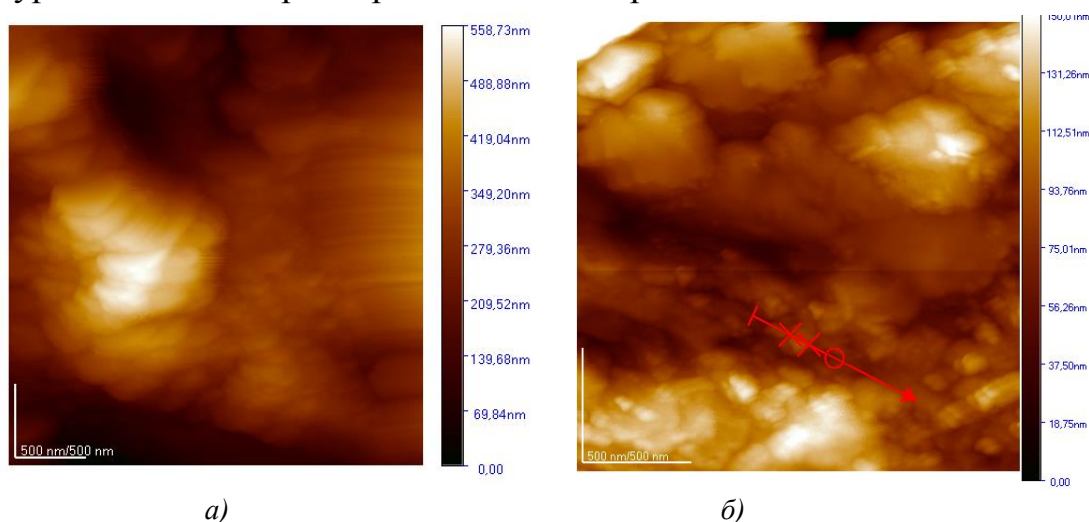 558,73nm
488,88nm
419,04nm
349,20nm
279,36nm
209,52nm
139,68nm
69,84nm
0,00
500 nm/500 nm
а)
131,26nm
112,51nm
93,76nm
75,01nm
56,26nm
37,50nm
18,75nm
0,00
500 nm/500 nm
б)